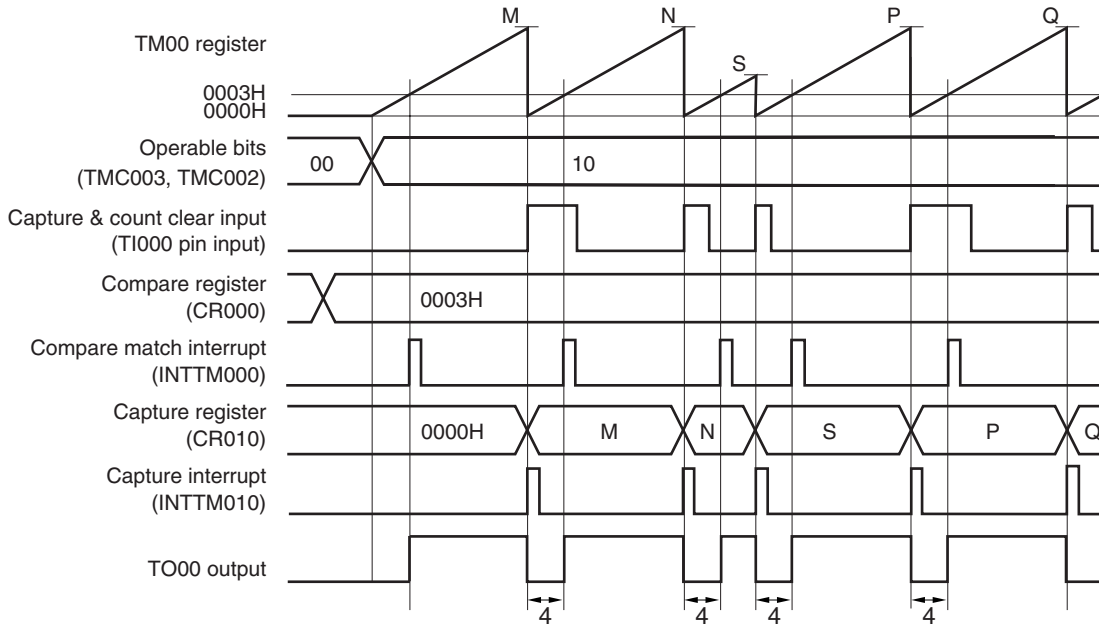 M N S P Q
TM00 register
0003H
0000H
Operable bits
(TMC003, TMC002)
00 10
Capture & count clear input
(TI000 pin input)
Compare register
(CR000)
0003H
Compare match interrupt
(INTTM000)
Capture register
(CR010)
0000H M N S P Q
Capture interrupt
(INTTM010)
TO00 output
4 4 4 4